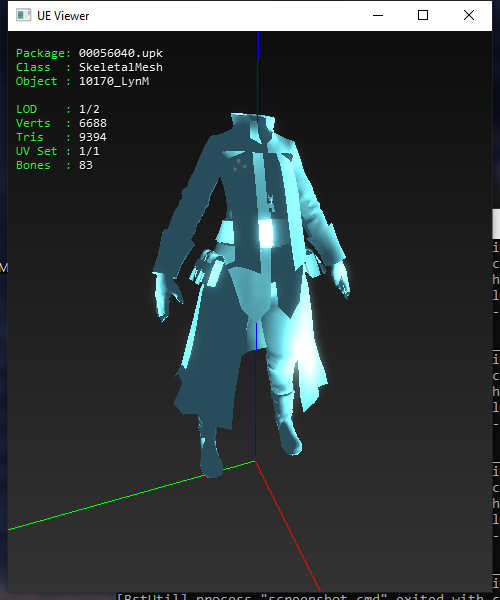 UE Viewer
Package: 00056040.upk
Class  : SkeletalMesh
Object : 10170_LynM
LOD    : 1/2
Verts  : 6688
Tris   : 9394
UV Set : 1/1
Bones  : 83
M
i
c
h
l
-
i
c
h
l
-
i
c
h
l
-
i
[BstUtil] process "screenshot.cmd" exited with c